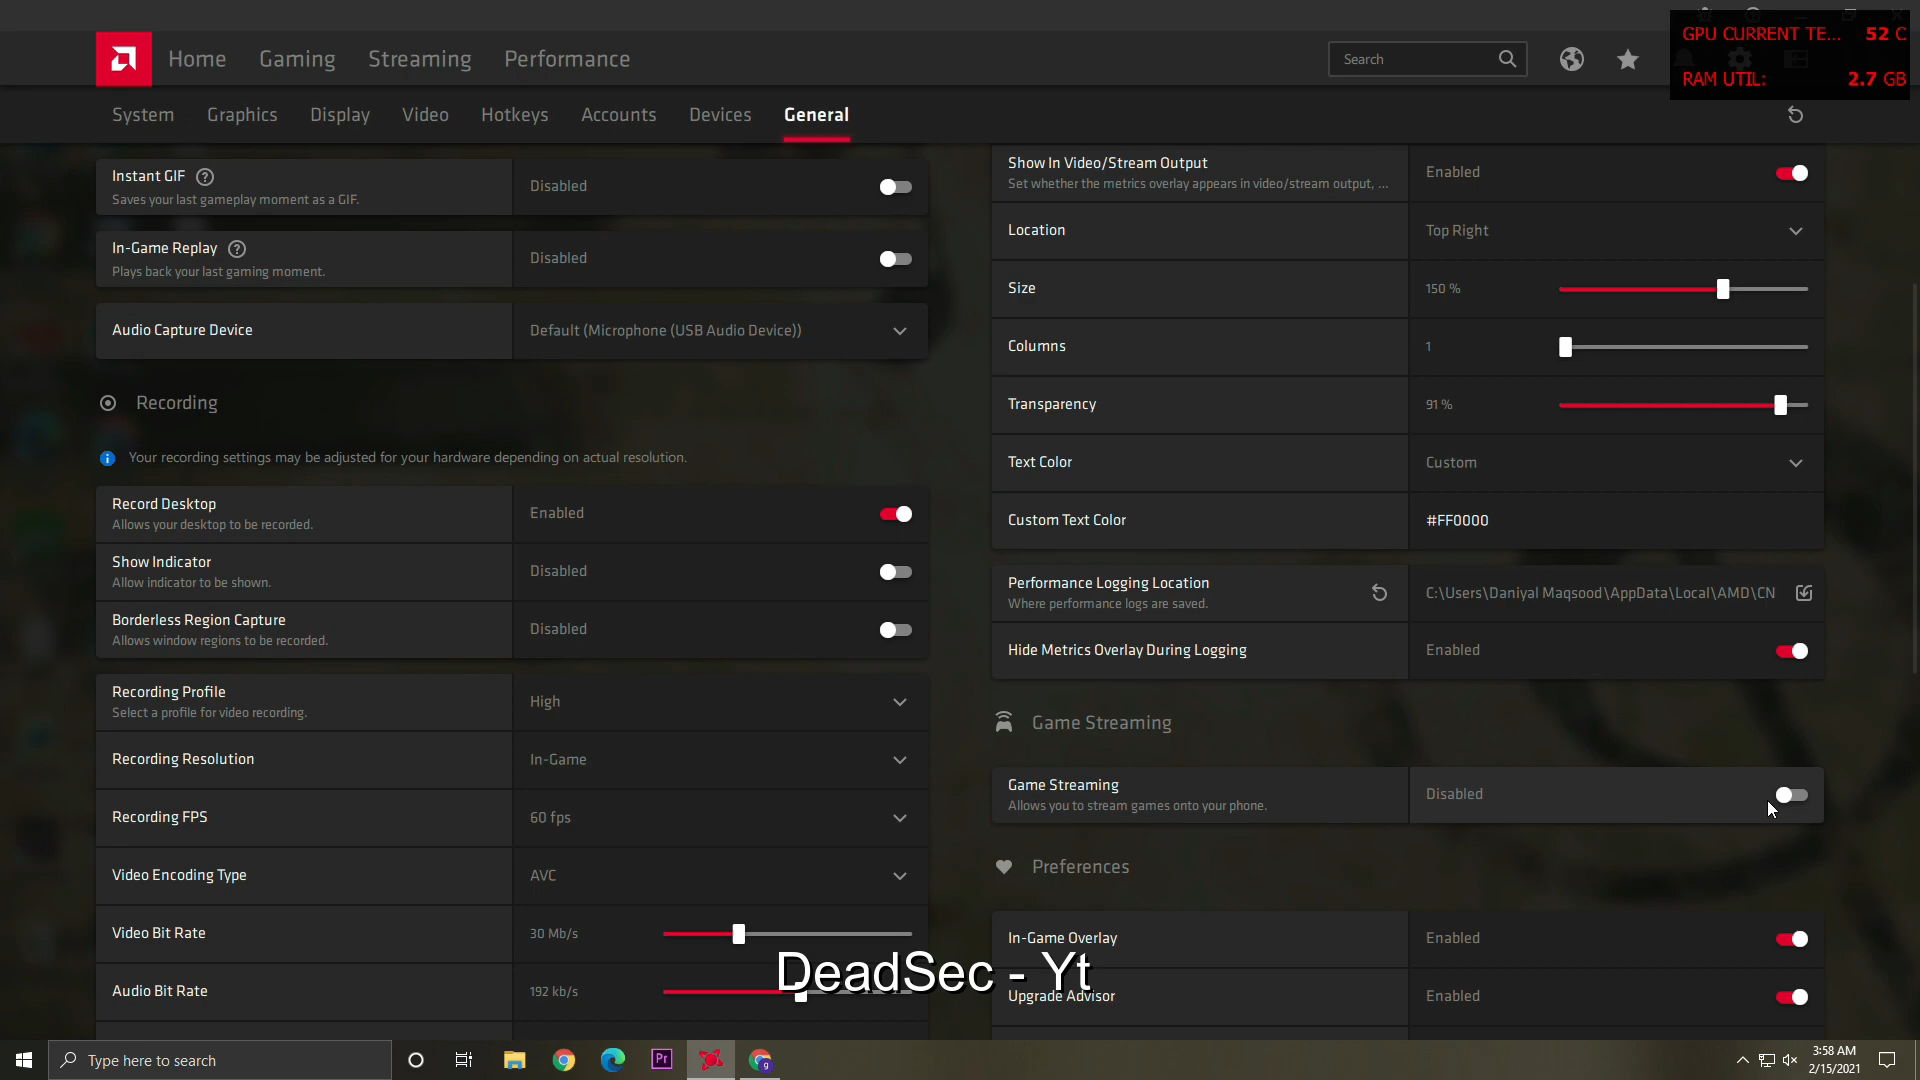 GPU CURRENT TE... 52 C
RAM UTIL: 2.7 GB
Home Gaming Streaming Performance Search
System Graphics Display Video Hotkeys Accounts Devices General
Instant GIF
Saves your last gameplay moment as a GIF.
Disabled
In-Game Replay
Plays back your last gaming moment.
Disabled
Audio Capture Device Default (Microphone (USB Audio Device))
Recording
Your recording settings may be adjusted for your hardware depending on actual resolution.
Record Desktop
Allows your desktop to be recorded.
Enabled
Show Indicator
Allow indicator to be shown.
Disabled
Borderless Region Capture
Allows window regions to be recorded.
Disabled
Recording Profile
Select a profile for video recording.
High
Recording Resolution In-Game
Recording FPS 60 fps
Video Encoding Type AVC
Video Bit Rate 30 Mb/s
Audio Bit Rate 192 kb/s
Show In Video/Stream Output
Set whether the metrics overlay appears in video/stream output, ...
Enabled
Location Top Right
Size 150 %
Columns 1
Transparency 91 %
Text Color Custom
Custom Text Color #FF0000
Performance Logging Location
Where performance logs are saved.
C:\Users\Daniyal Maqsood\AppData\Local\AMD\CN
Hide Metrics Overlay During Logging Enabled
Game Streaming
Game Streaming
Allows you to stream games onto your phone.
Disabled
Preferences
In-Game Overlay Enabled
Upgrade Advisor Enabled
DeadSec - Yt
Type here to search
Pr
g
3:58 AM
2/15/2021